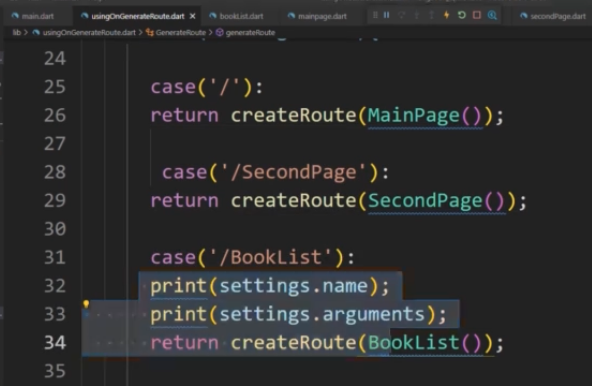 main.dart usingOnGenerateRoute.dart bookList.dart mainpage.dart secondPage.dart
lib > usingOnGenerateRoute.dart > GenerateRoute > generateRoute
24
25 case('/'):
26 return createRoute(MainPage());
27
28 case('/SecondPage'):
29 return createRoute(SecondPage());
30
31 case('/BookList'):
32 print(settings.name);
33 print(settings.arguments);
34 return createRoute(BookList());
35